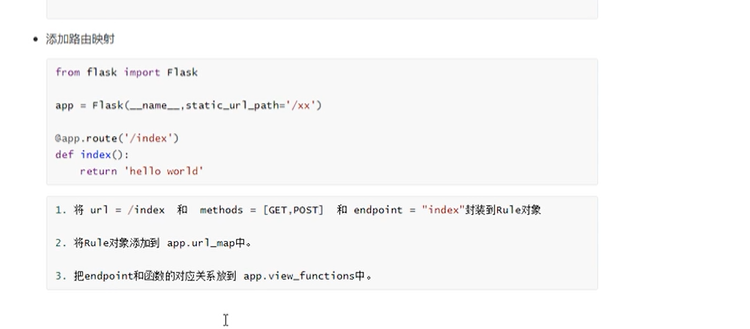 添加路由映射
from flask import Flask
app = Flask(__name__,static_url_path='/xx')
@app.route('/index')
def index():
    return 'hello world'
1. 将 url = /index  和  methods = [GET,POST]  和 endpoint = "index"封装到Rule对象
2. 将Rule对象添加到 app.url_map中。
3. 把endpoint和函数的对应关系放到 app.view_functions中。